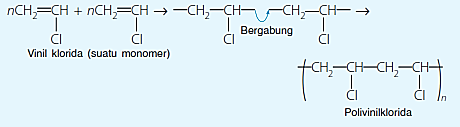 nCH₂═CH + nCH₂═CH → —CH₂—CH— —CH₂—CH— →
Cl Cl Cl Bergabung Cl
Vinil klorida (suatu monomer)
(—CH₂—CH—CH₂—CH—)n
Cl Cl
Polivinilklorida